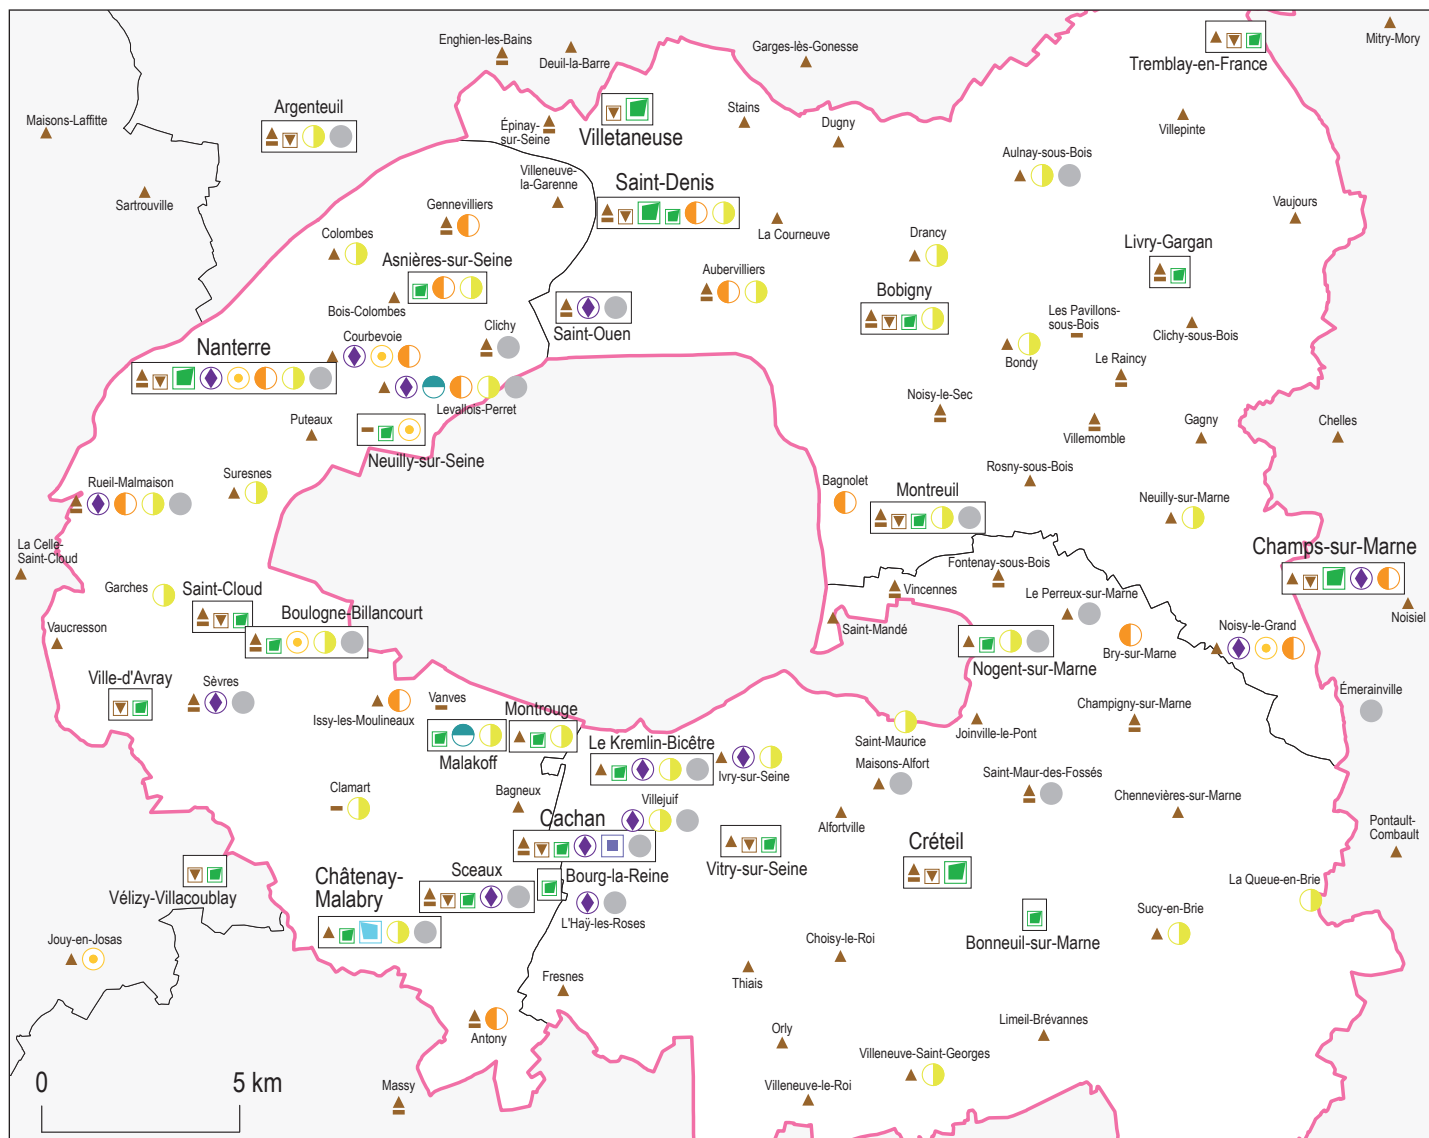 Enghien-les-Bains
Deuil-la-Barre
Garges-lès-Gonesse
Mitry-Mory
Tremblay-en-France
Maisons-Laffitte
Argenteuil
Épinay-
sur-Seine
Villetaneuse
Stains
Dugny
Villepinte
Aulnay-sous-Bois
Sartrouville
Villeneuve-
la-Garenne
Saint-Denis
Gennevilliers
La Courneuve
Vaujours
Colombes
Drancy
Livry-Gargan
Asnières-sur-Seine
Aubervilliers
Bobigny
Bois-Colombes
Saint-Ouen
Les Pavillons-
sous-Bois
Clichy-sous-Bois
Courbevoie
Clichy
Nanterre
Bondy
Le Raincy
Levallois-Perret
Noisy-le-Sec
Puteaux
Villemomble
Gagny
Chelles
Neuilly-sur-Seine
Rosny-sous-Bois
Rueil-Malmaison
Suresnes
Bagnolet
Montreuil
Neuilly-sur-Marne
La Celle-
Saint-Cloud
Champs-sur-Marne
Fontenay-sous-Bois
Garches
Saint-Cloud
Vincennes
Le Perreux-sur-Marne
Boulogne-Billancourt
Noisiel
Vaucresson
Saint-Mandé
Noisy-le-Grand
Bry-sur-Marne
Nogent-sur-Marne
Ville-d'Avray
Sèvres
Émerainville
Vanves
Issy-les-Moulineaux
Montrouge
Champigny-sur-Marne
Joinville-le-Pont
Saint-Maurice
Le Kremlin-Bicêtre
Malakoff
Maisons-Alfort
Ivry-sur-Seine
Saint-Maur-des-Fossés
Clamart
Bagneux
Villejuif
Chennevières-sur-Marne
Cachan
Alfortville
Pontault-
Combault
Créteil
Vitry-sur-Seine
Sceaux
Bourg-la-Reine
Châtenay-
Malabry
La Queue-en-Brie
Vélizy-Villacoublay
L'Haÿ-les-Roses
Sucy-en-Brie
Jouy-en-Josas
Choisy-le-Roi
Bonneuil-sur-Marne
Fresnes
Thiais
Limeil-Brévannes
Orly
Antony
Villeneuve-Saint-Georges
0
5 km
Massy
Villeneuve-le-Roi